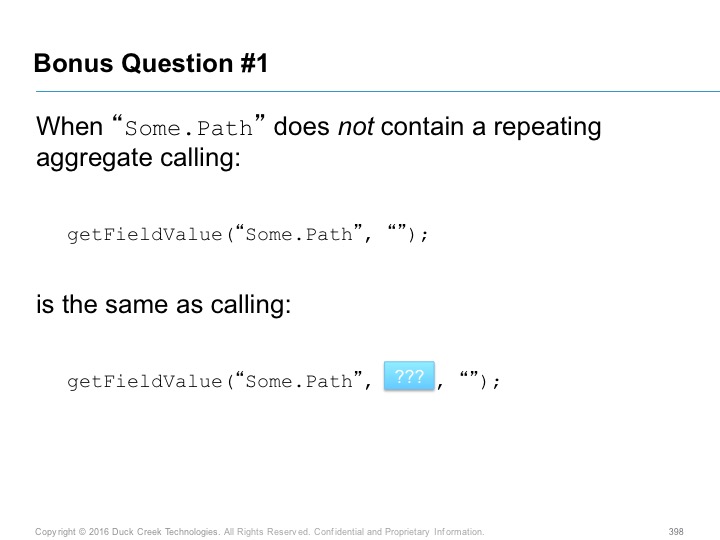 Bonus Question #1
When “Some.Path” does not contain a repeating
aggregate calling:
getFieldValue(“Some.Path”, “”);
is the same as calling:
getFieldValue(“Some.Path”, ???, “”);
Copyright © 2016 Duck Creek Technologies. All Rights Reserved. Confidential and Proprietary Information.
398